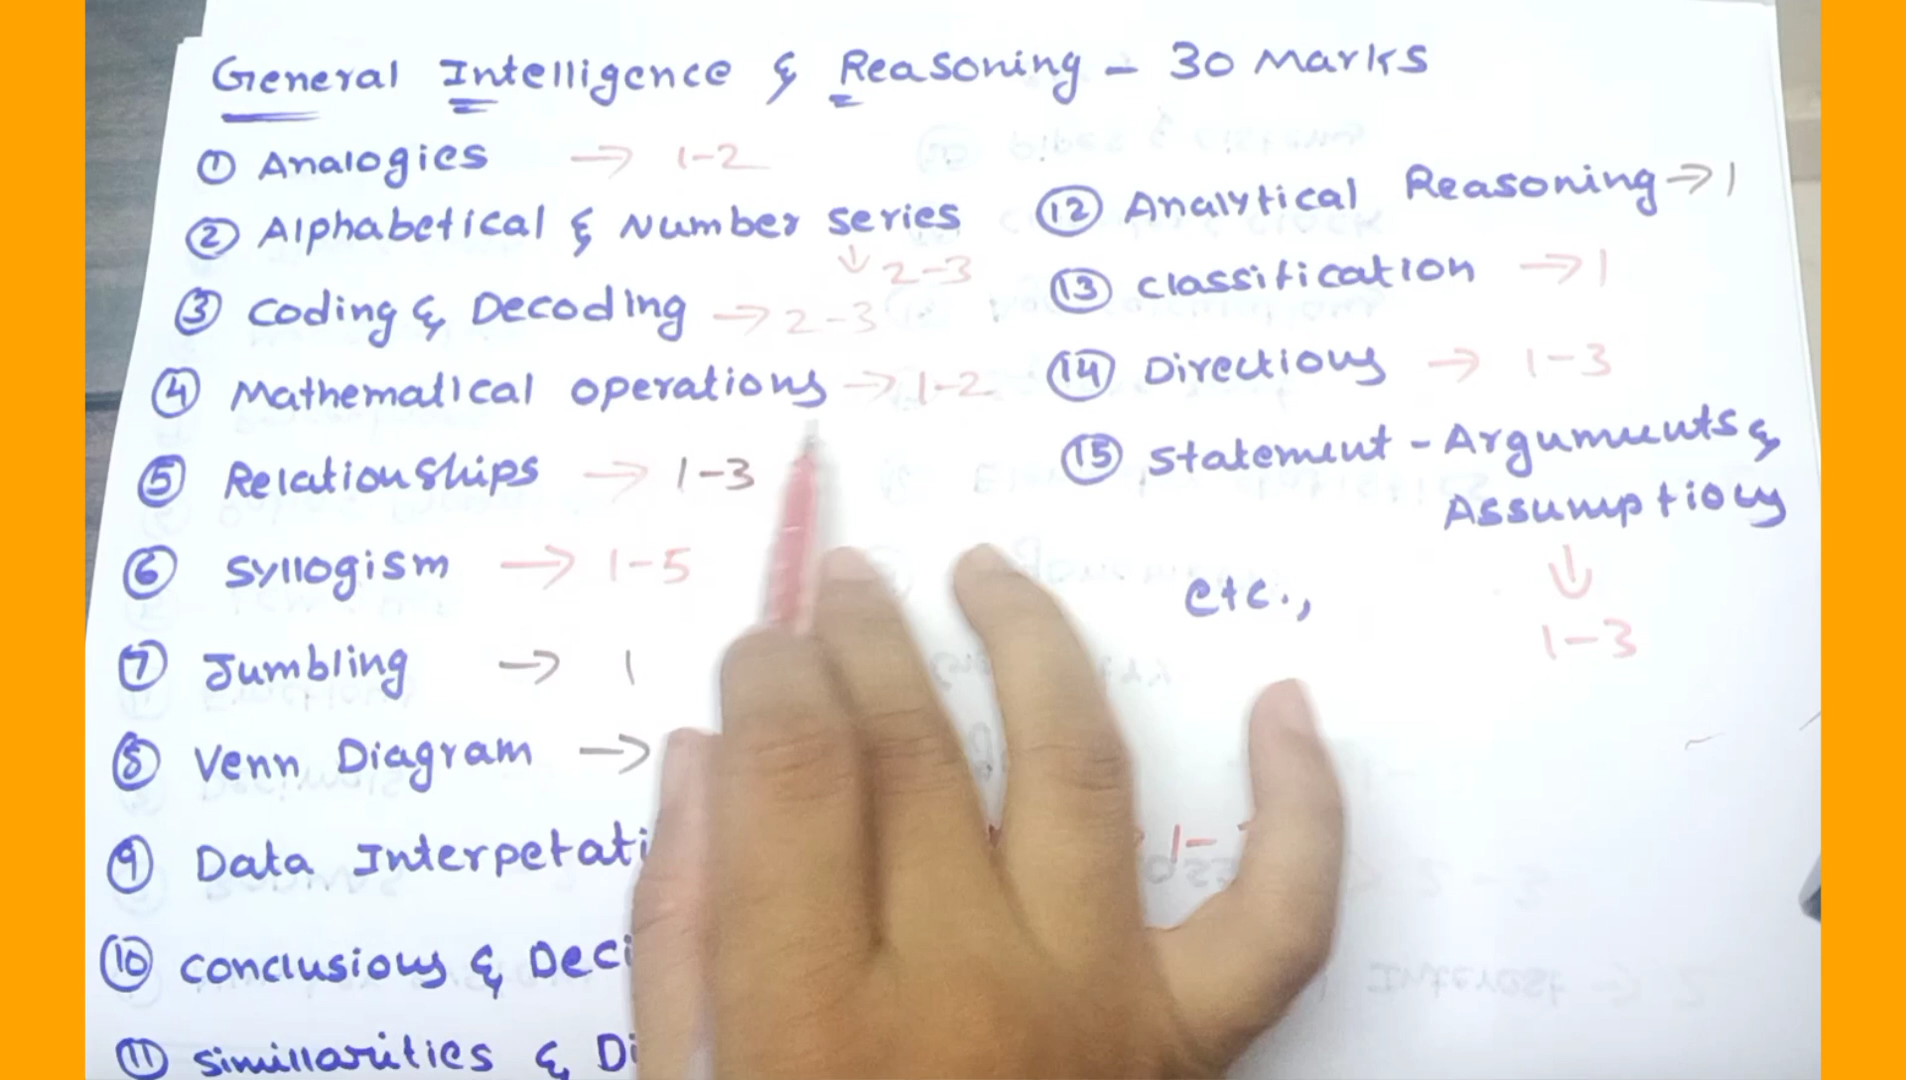 General Intelligence & Reasoning - 30 Marks
① Analogies → 1-2
② Alphabetical & Number series
↓ 2-3
③ Coding & Decoding → 2-3
④ Mathematical operations → 1-2
⑤ Relationships → 1-3
⑥ Syllogism → 1-5
⑦ Jumbling → 1
⑧ Venn Diagram →
⑨ Data Interpetati
1-
⑩ Conclusions & Deci
⑪ Simillarities & Di
⑫ Analytical Reasoning → 1
⑬ Classification → 1
⑭ Directions → 1-3
⑮ Statement - Arguments &
Assumptions
↓
1-3
etc.,